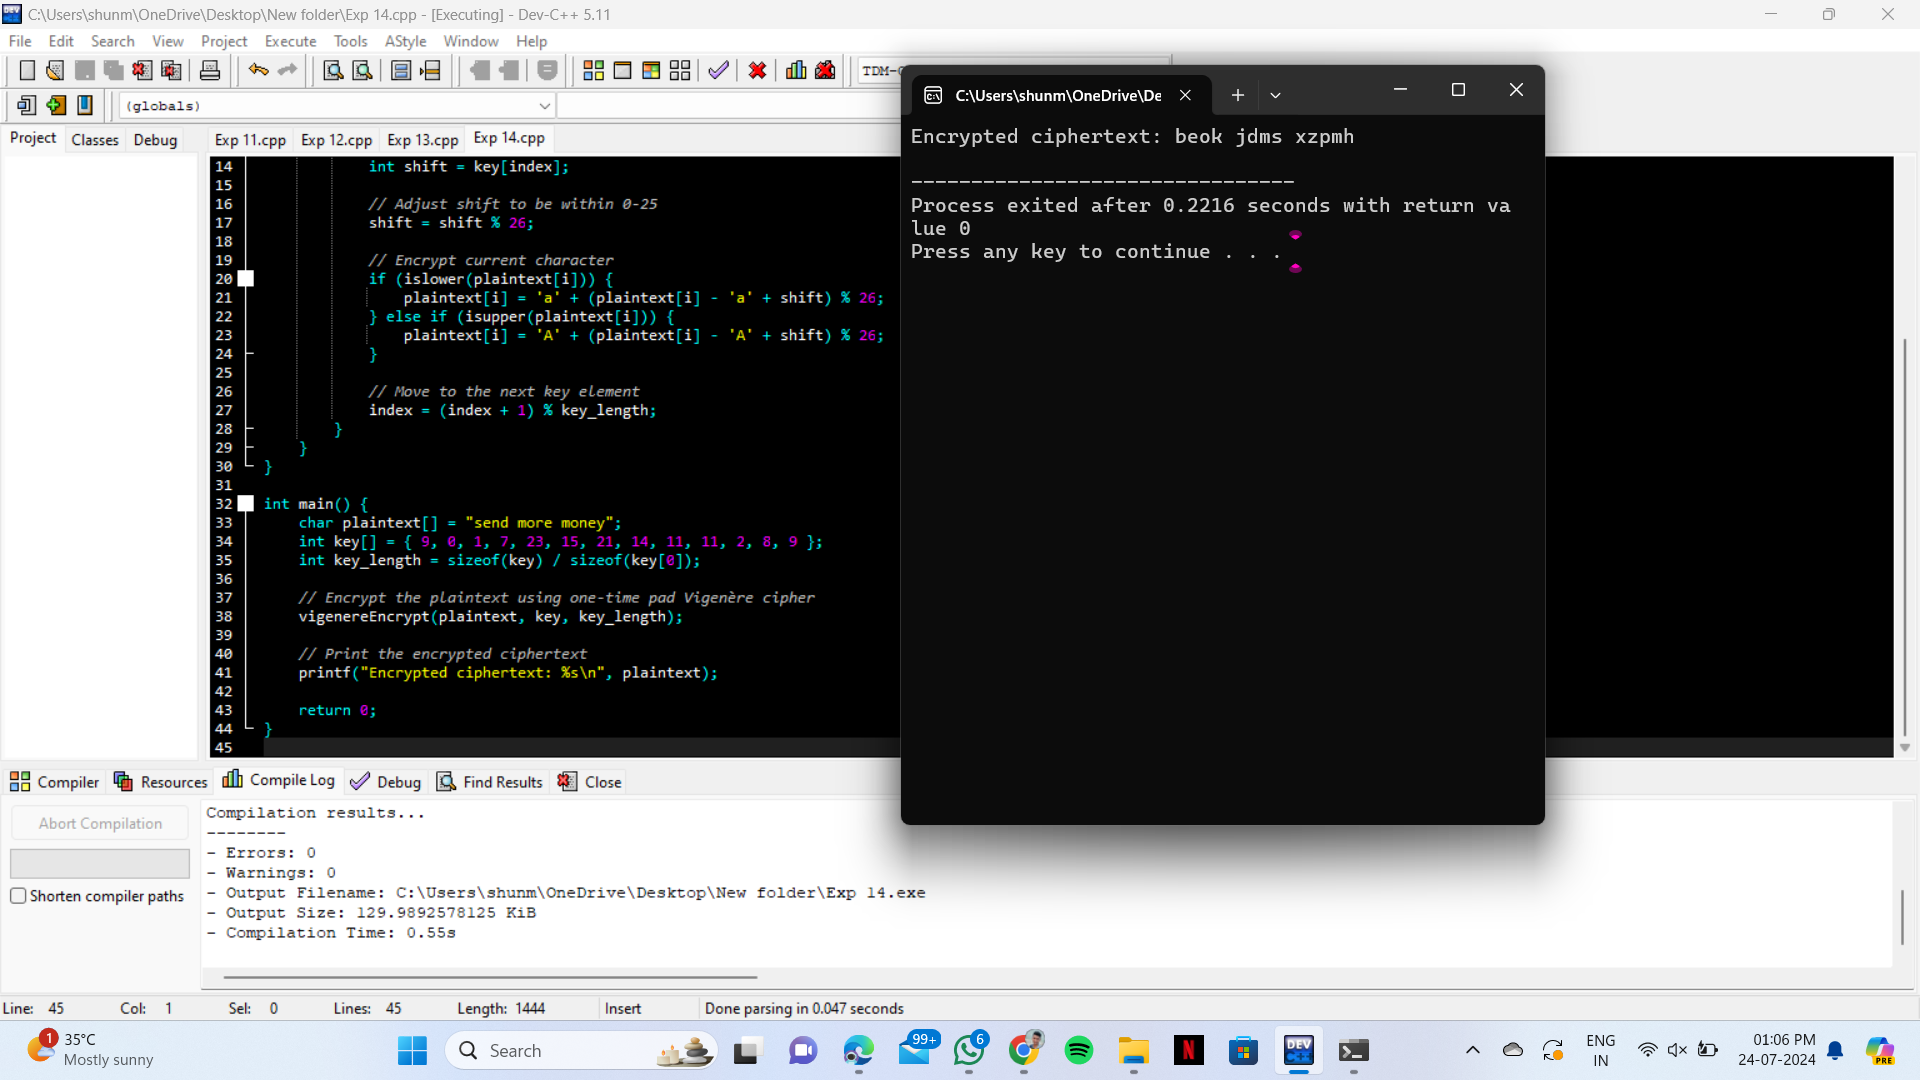 C:\Users\shunm\OneDrive\Desktop\New folder\Exp 14.cpp - [Executing] - Dev-C++ 5.11
File Edit Search View Project Execute Tools AStyle Window Help
(globals)
Project Classes Debug
Exp 11.cpp Exp 12.cpp Exp 13.cpp Exp 14.cpp
14 int shift = key[index];
15
16 // Adjust shift to be within 0-25
17 shift = shift % 26;
18
19 // Encrypt current character
20 if (islower(plaintext[i])) {
21 plaintext[i] = 'a' + (plaintext[i] - 'a' + shift) % 26;
22 } else if (isupper(plaintext[i])) {
23 plaintext[i] = 'A' + (plaintext[i] - 'A' + shift) % 26;
24 }
25
26 // Move to the next key element
27 index = (index + 1) % key_length;
28 }
29 }
30 }
31
32 int main() {
33 char plaintext[] = "send more money";
34 int key[] = { 9, 0, 1, 7, 23, 15, 21, 14, 11, 11, 2, 8, 9 };
35 int key_length = sizeof(key) / sizeof(key[0]);
36
37 // Encrypt the plaintext using one-time pad Vigenère cipher
38 vigenereEncrypt(plaintext, key, key_length);
39
40 // Print the encrypted ciphertext
41 printf("Encrypted ciphertext: %s\n", plaintext);
42
43 return 0;
44 }
45
C:\Users\shunm\OneDrive\De
Encrypted ciphertext: beok jdms xzpmh
--------------------------------
Process exited after 0.2216 seconds with return va
lue 0
Press any key to continue . . .
Compiler Resources Compile Log Debug Find Results Close
Abort Compilation
Shorten compiler paths
Compilation results...
--------
- Errors: 0
- Warnings: 0
- Output Filename: C:\Users\shunm\OneDrive\Desktop\New folder\Exp 14.exe
- Output Size: 129.9892578125 KiB
- Compilation Time: 0.55s
Line: 45 Col: 1 Sel: 0 Lines: 45 Length: 1444 Insert Done parsing in 0.047 seconds
1
35°C
Mostly sunny
Search
99+
6
N
DEV
C++
ENG
IN
01:06 PM
24-07-2024
PRE